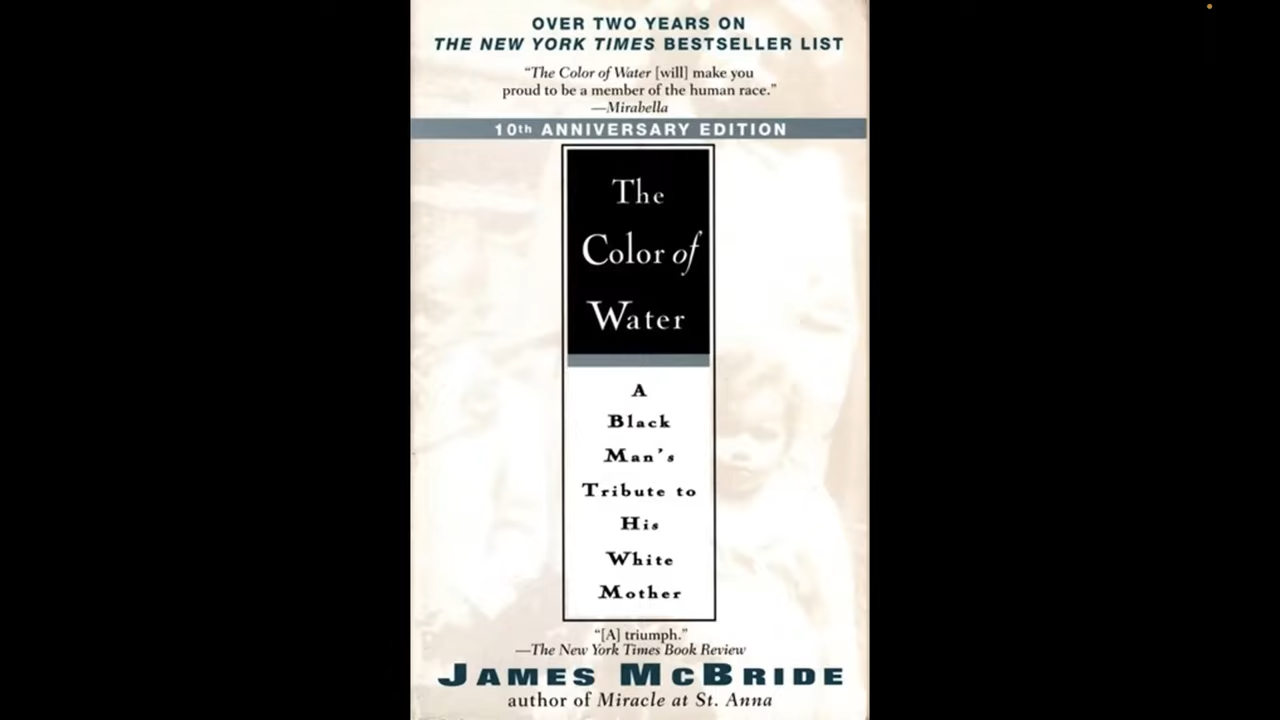 OVER TWO YEARS ON
THE NEW YORK TIMES BESTSELLER LIST
“The Color of Water [will] make you
proud to be a member of the human race.”
—Mirabella
10th ANNIVERSARY EDITION
The
Color of
Water
A
Black
Man’s
Tribute to
His
White
Mother
“[A] triumph.”
—The New York Times Book Review
JAMES MCBRIDE
author of Miracle at St. Anna